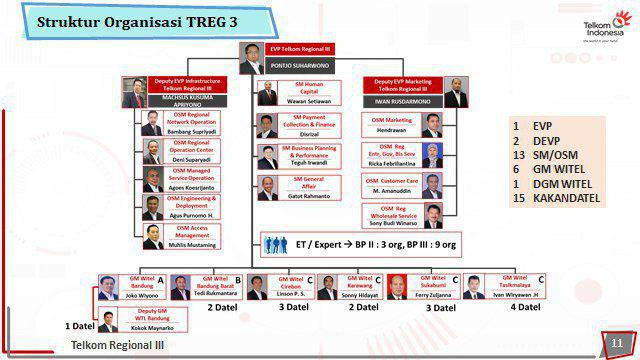 Struktur Organisasi TREG 3
Telkom
Indonesia
the world in your hand
EVP Telkom Regional III
PONTJO SUHARWONO
Deputy EVP Infrastructure
Telkom Regional III
MACHSUS KUSUMA
APRIYONO
SM Human
Capital
Wawan Setiawan
Deputy EVP Marketing
Telkom Regional III
IWAN RUSDARMONO
OSM Regional
Network Operation
Bambang Supriyadi
SM Payment
Collection & Finance
Disrizal
OSM Marketing
Hendrawan
OSM Regional
Operation Center
Deni Suparyadi
SM Business Planning
& Performance
Teguh Irwandi
OSM Reg
Entr, Gov, Bis Serv
Ricka Febrillantina
OSM Managed
Service Operation
Agoes Koesrijanto
SM General
Affair
Gatot Rahmanto
OSM Customer Care
M. Amanuddin
OSM Engineering &
Deployment
Agus Purnomo H.
OSM Reg
Wholesale Service
Sony Budi Winarso
OSM Access
Management
Muhlis Mustaming
1 EVP
2 DEVP
13 SM/OSM
6 GM WITEL
1 DGM WITEL
15 KAKANDATEL
ET / Expert → BP II : 3 org, BP III : 9 org
GM Witel
Bandung
A
Joko Wiyono
GM Witel
Bandung Barat
B
Tedi Rukmantara
GM Witel
Cirebon
C
Linson P. S.
GM Witel
Karawang
C
Sonny Hidayat
GM Witel
Sukabumi
C
Ferry Zuljanna
GM Witel
Tasikmalaya
C
Ivan Wiryawan .H
2 Datel
3 Datel
2 Datel
3 Datel
4 Datel
Deputy GM
WTL Bandung
Kokok Maynarko
1 Datel
Telkom Regional III
11